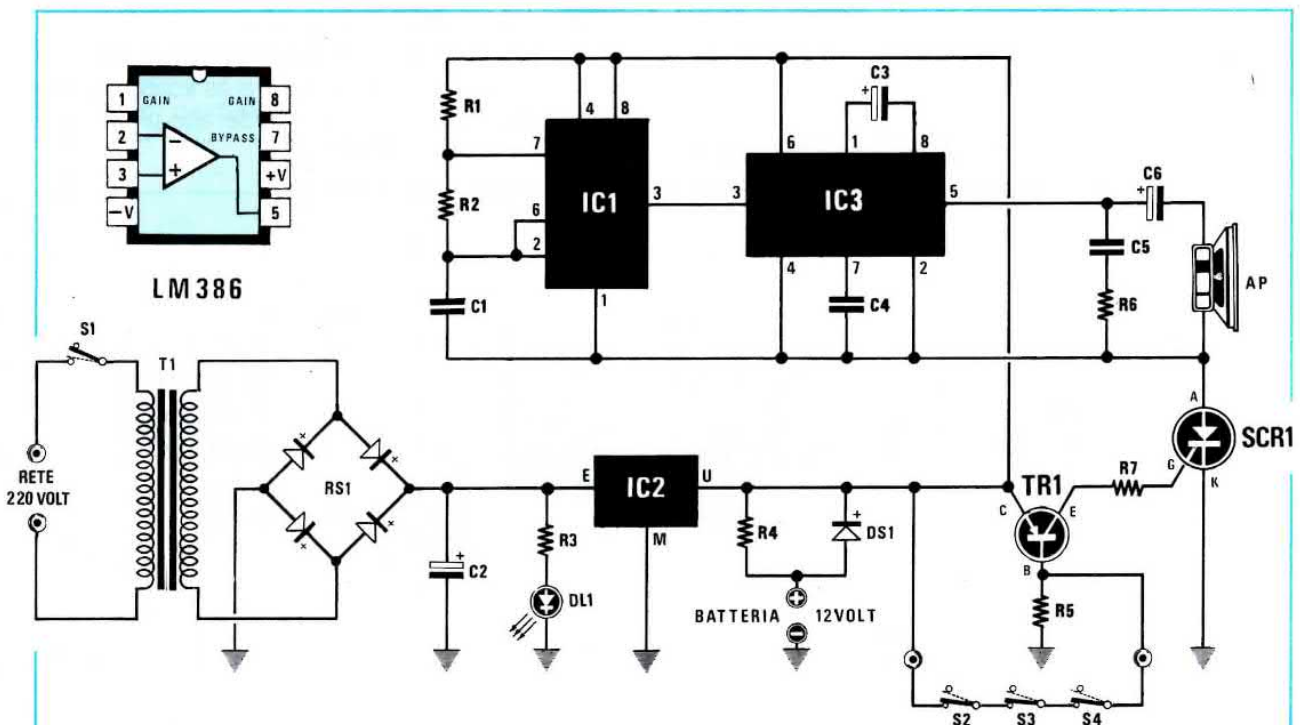 1 GAIN GAIN 8
2 BYPASS 7
3 +V
−V 5
LM386
S1
T1
RETE
220 VOLT
RS1
R1
R2
C1
4 8
7
6
2
IC1
3
1
C3
+
6 1 8
3
IC3
5
4 7 2
C4
C6
+
C5
R6
AP
A
G
K
SCR1
R7
TR1
C E
B
R5
+
C2
R3
DL1
E
IC2
U
M
R4
+
DS1
BATTERIA 12VOLT
S2 S3 S4